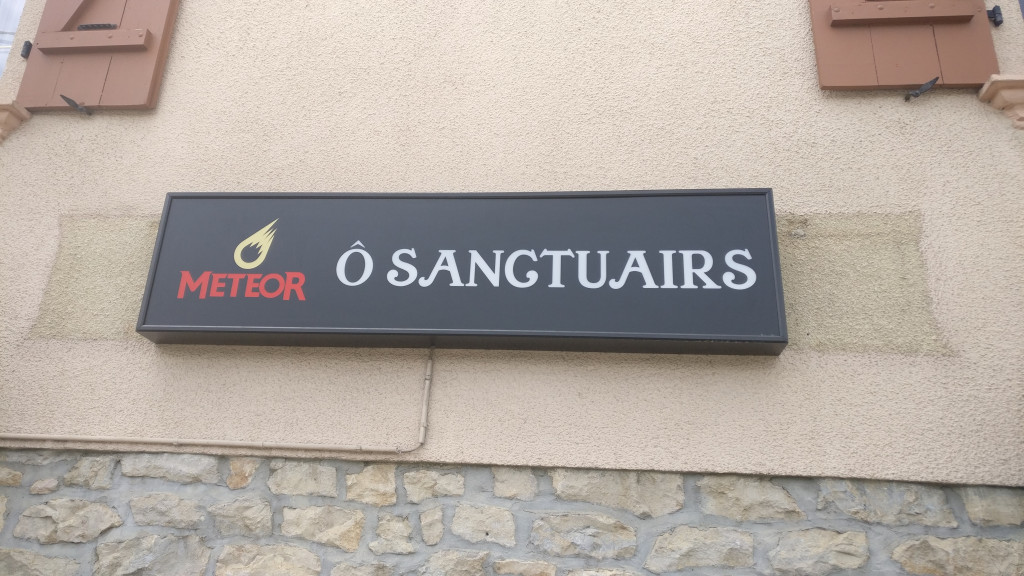 METEOR
Ô SANCTUAIRS